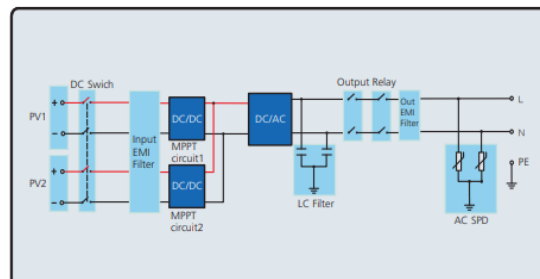 DC Swich
Output Relay
+
PV1
−
Input
EMI
Filter
DC/DC
MPPT
circuit1
DC/AC
Out
EMI
Filter
L
N
PE
+
PV2
−
DC/DC
MPPT
circuit2
LC Filter
AC SPD